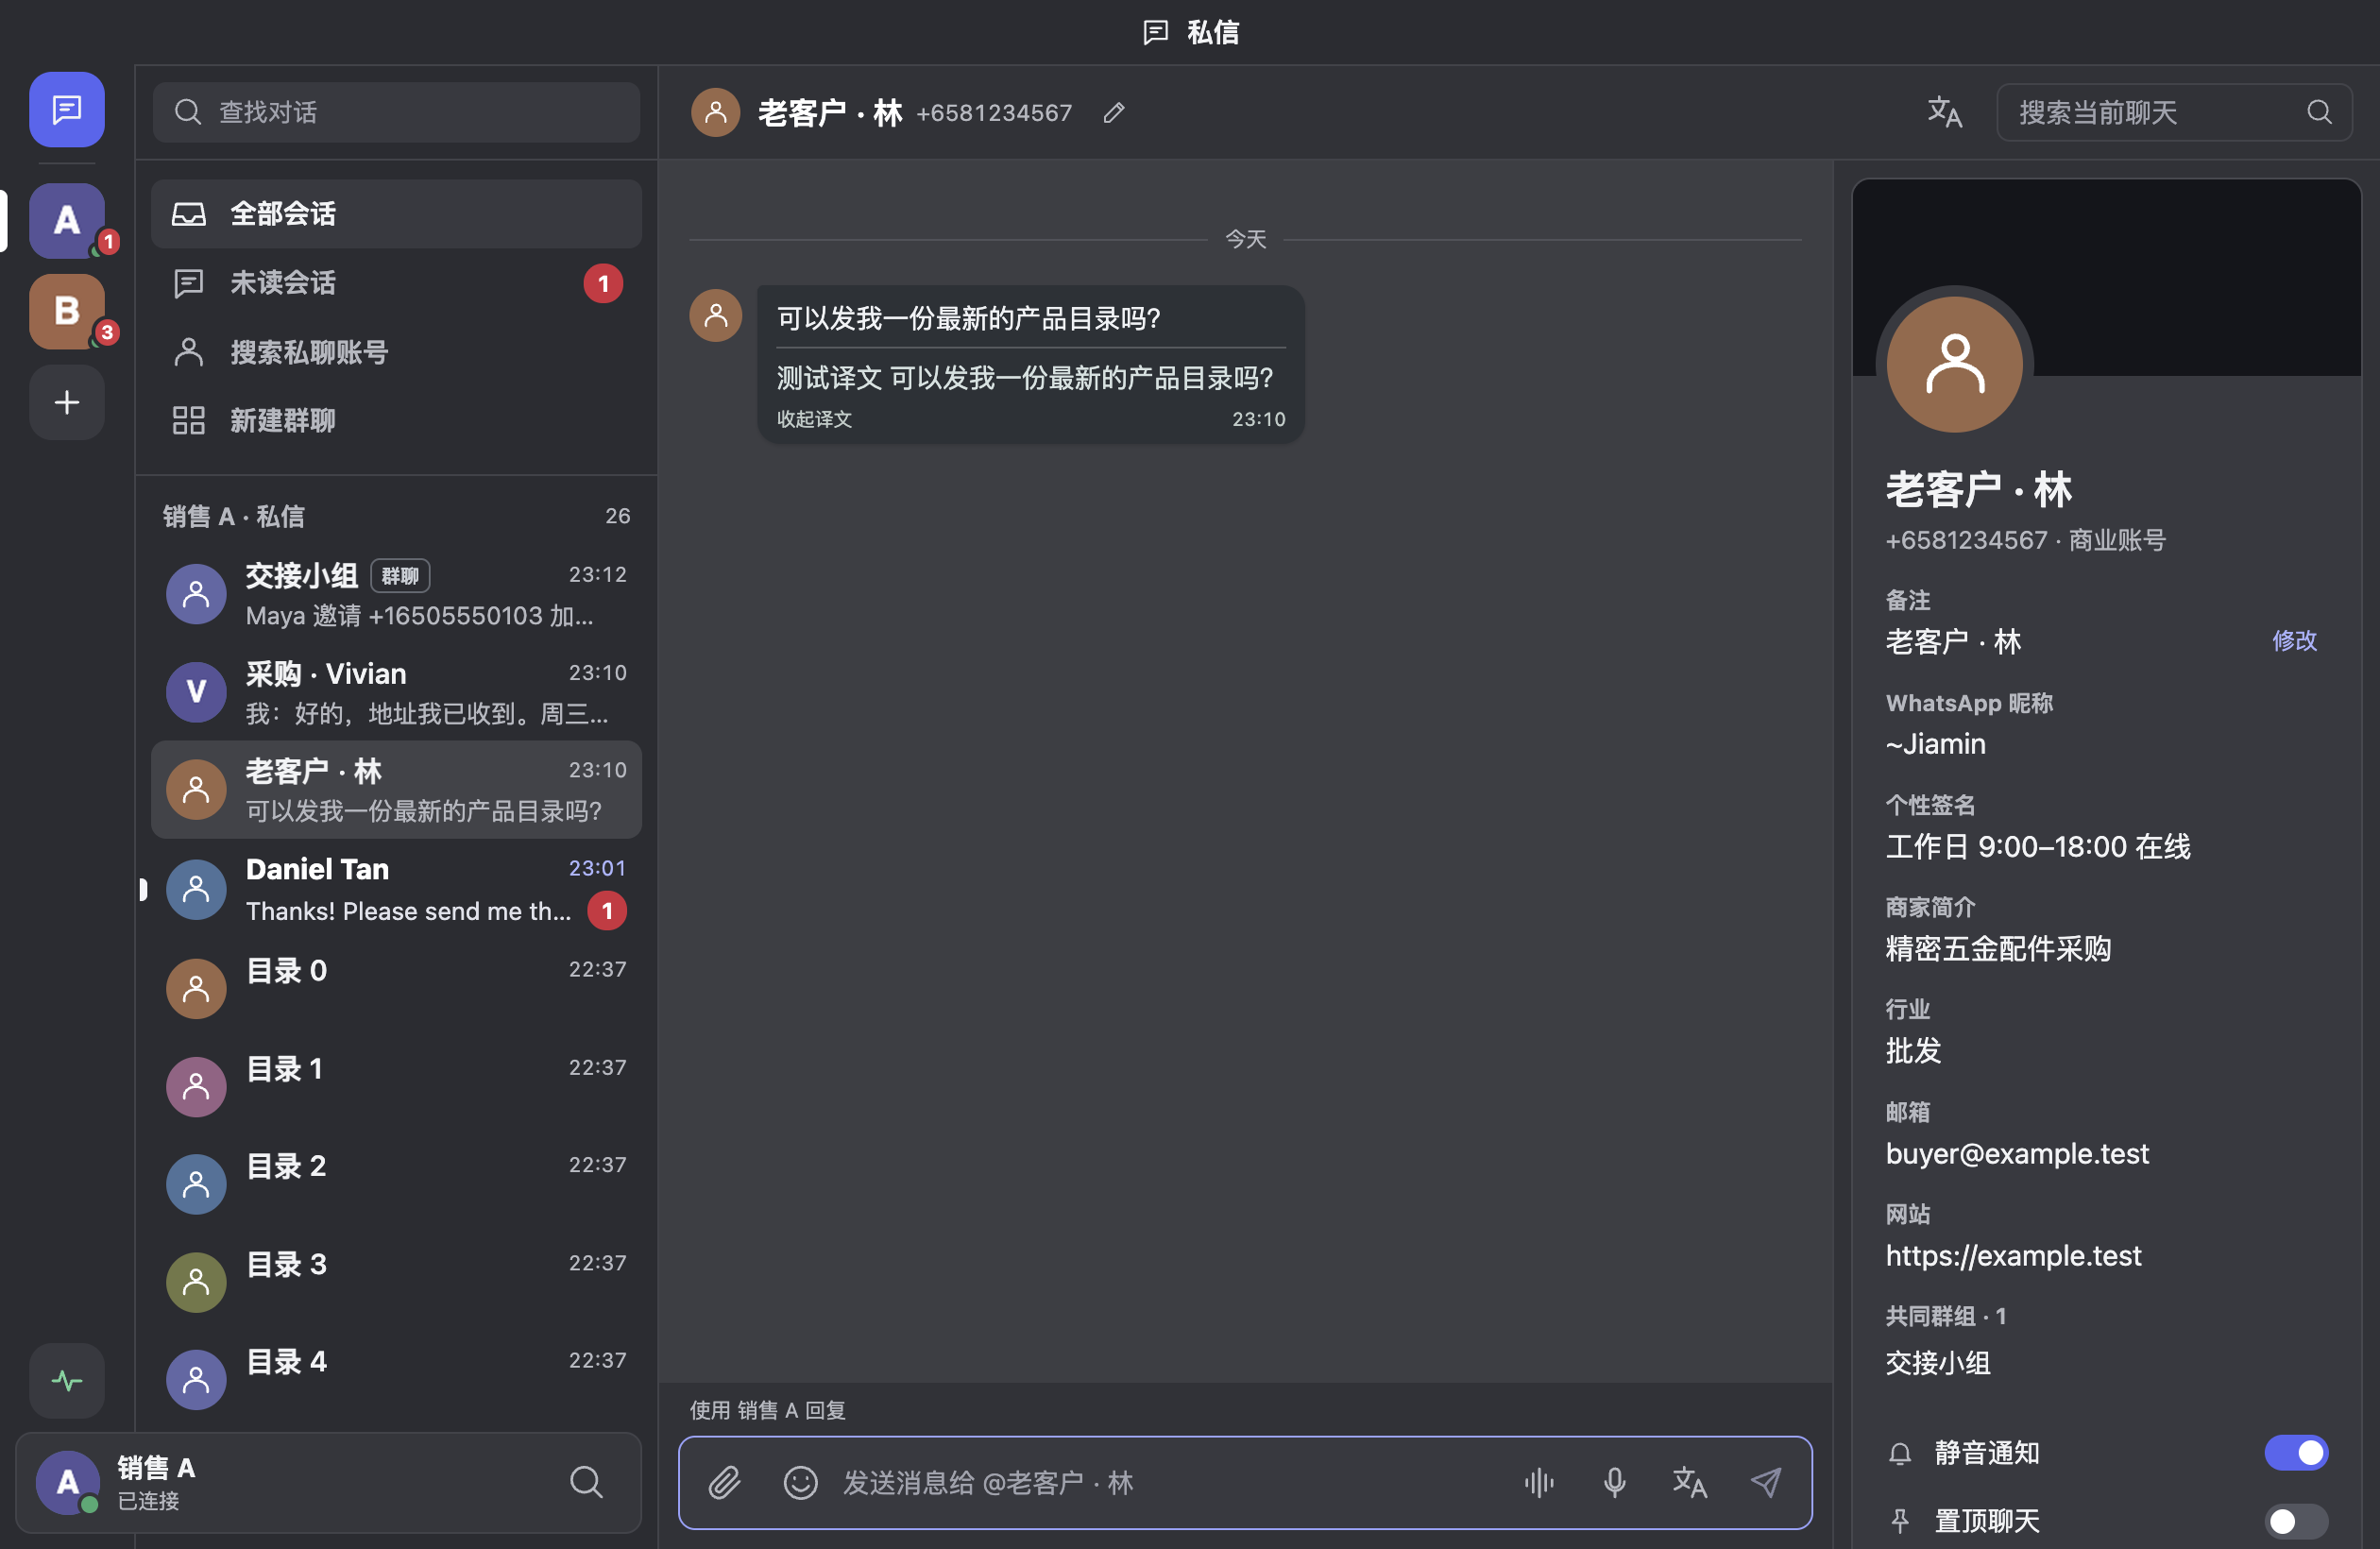 私信
A
1
B
3
查找对话
全部会话
未读会话
1
搜索私聊账号
新建群聊
销售 A · 私信
26
交接小组
群聊
23:12
Maya 邀请 +16505550103 加...
V
采购 · Vivian
23:10
我：好的，地址我已收到。周三...
老客户 · 林
23:10
可以发我一份最新的产品目录吗？
Daniel Tan
23:01
Thanks! Please send me th...
1
目录 0
22:37
目录 1
22:37
目录 2
22:37
目录 3
22:37
目录 4
22:37
A
销售 A
已连接
老客户 · 林 +6581234567
搜索当前聊天
今天
可以发我一份最新的产品目录吗？
测试译文 可以发我一份最新的产品目录吗？
收起译文
23:10
使用 销售 A 回复
发送消息给 @老客户 · 林
老客户 · 林
+6581234567 · 商业账号
备注
老客户 · 林
修改
WhatsApp 昵称
~Jiamin
个性签名
工作日 9:00–18:00 在线
商家简介
精密五金配件采购
行业
批发
邮箱
buyer@example.test
网站
https://example.test
共同群组 · 1
交接小组
静音通知
置顶聊天